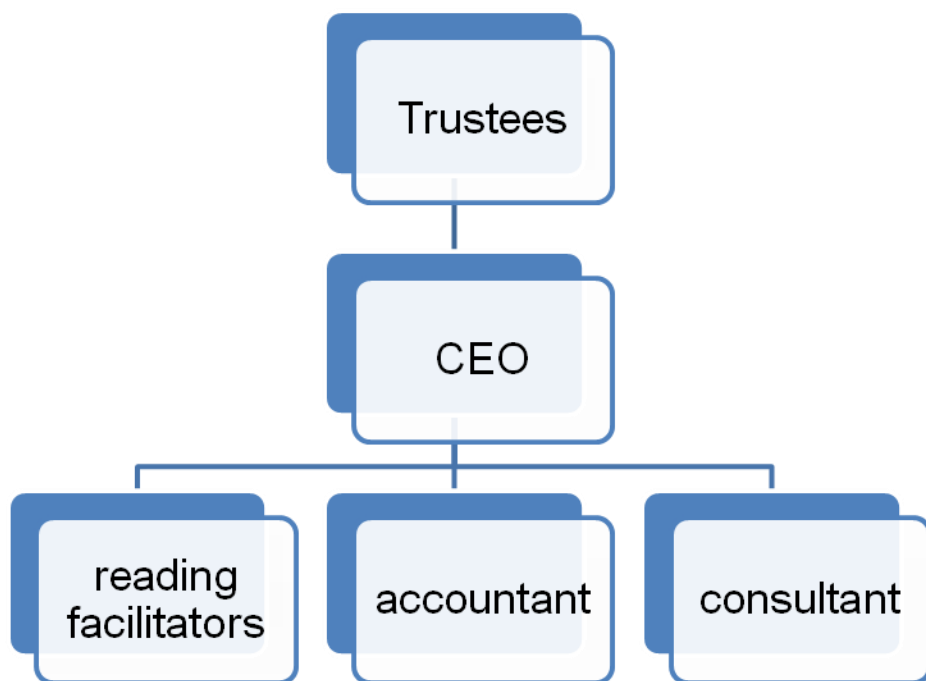 Trustees
CEO
reading
facilitators
accountant
consultant